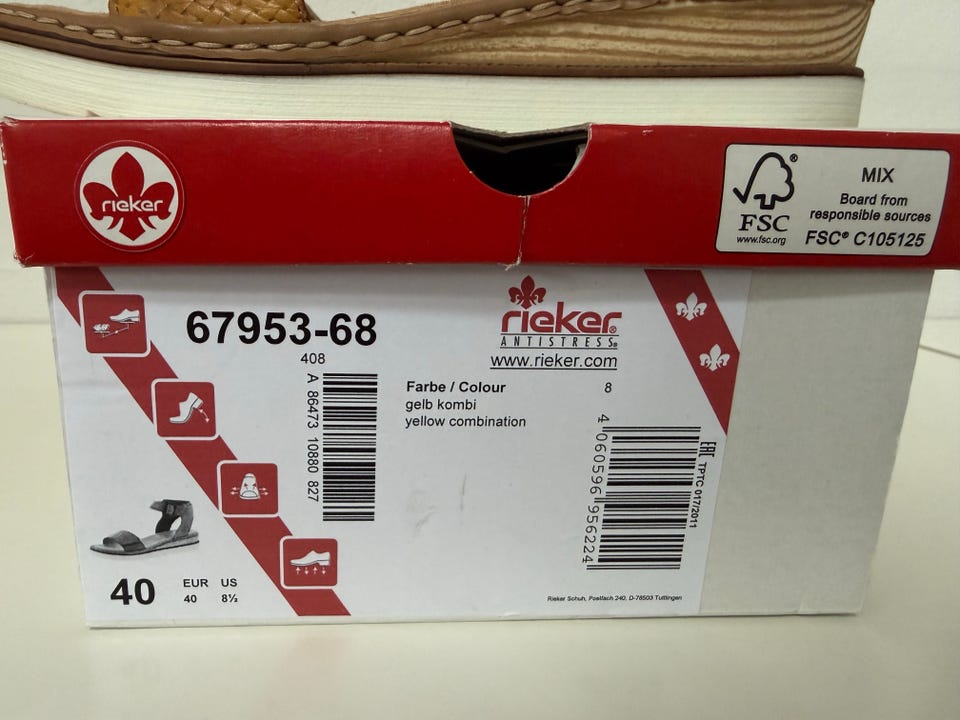 rieker
FSC®
www.fsc.org
MIX
Board from
responsible sources
FSC® C105125
67953-68
408
A 86473 10880 827
rieker®
ANTISTRESS®
www.rieker.com
Farbe / Colour
8
gelb kombi
yellow combination
4 060596 956224
EAC TPTC 017/2011
40
EUR US
40 8½
Rieker Schuh, Postfach 240, D-78503 Tuttlingen